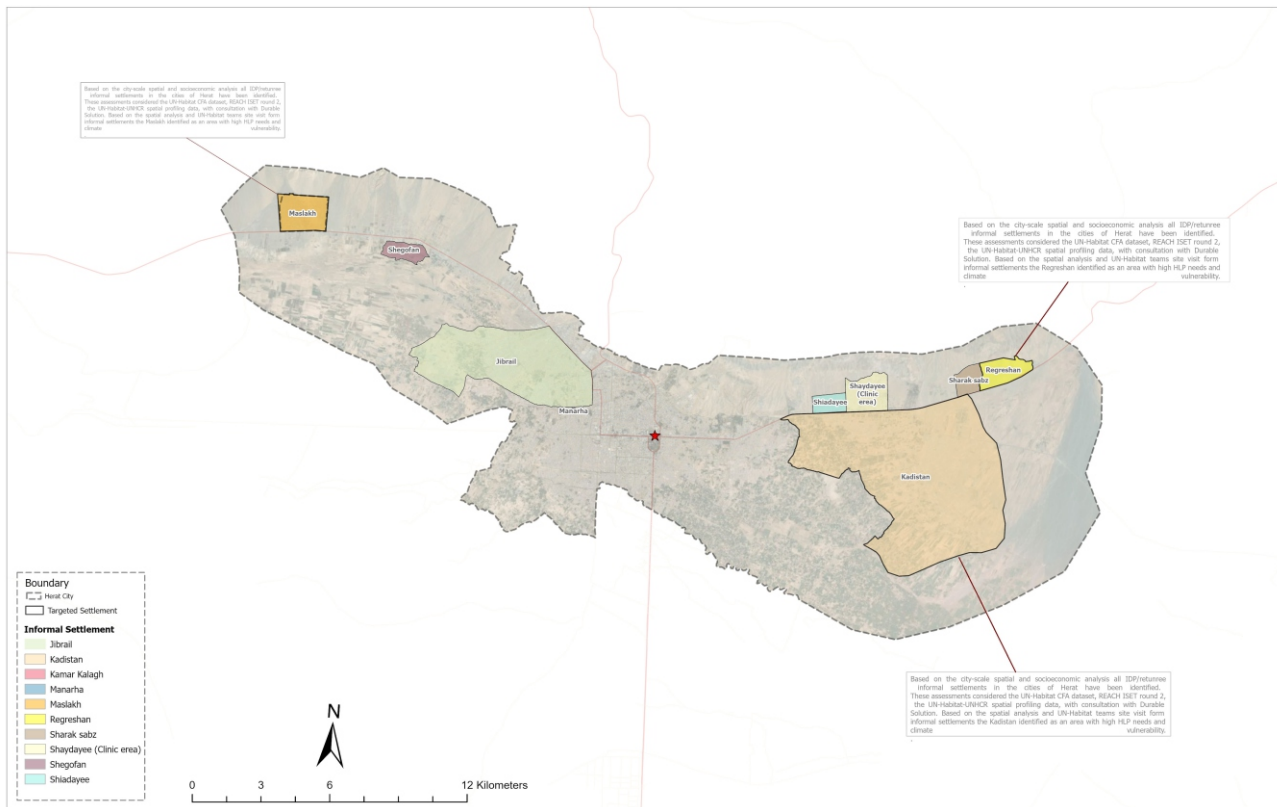 Based on the city-scale spatial and socioeconomic analysis all IDP/retunree
informal settlements in the cities of Herat have been identified.
These assessments considered the UN-Habitat CFA dataset, REACH ISET round 2,
the UN-Habitat-UNHCR spatial profiling data, with consultation with Durable
Solution. Based on the spatial analysis and UN-Habitat teams site visit form
informal settlements the Maslakh identified as an area with high HLP needs and
climate vulnerability.
.
Maslakh
Shegofan
Based on the city-scale spatial and socioeconomic analysis all IDP/retunree
informal settlements in the cities of Herat have been identified.
These assessments considered the UN-Habitat CFA dataset, REACH ISET round 2,
the UN-Habitat-UNHCR spatial profiling data, with consultation with Durable
Solution. Based on the spatial analysis and UN-Habitat teams site visit form
informal settlements the Regreshan identified as an area with high HLP needs and
climate vulnerability.
.
Jibrail
Regreshan
Sharak sabz
Shaydayee
(Clinic
erea)
Shiadayee
Manarha
Kadistan
Boundary
Herat City
Targeted Settlement
Informal Settlement
Jibrail
Kadistan
Kamar Kalagh
Manarha
Maslakh
Regreshan
Sharak sabz
Shaydayee (Clinic erea)
Shegofan
Shiadayee
N
0 3 6 12 Kilometers
Based on the city-scale spatial and socioeconomic analysis all IDP/retunree
informal settlements in the cities of Herat have been identified.
These assessments considered the UN-Habitat CFA dataset, REACH ISET round 2,
the UN-Habitat-UNHCR spatial profiling data, with consultation with Durable
Solution. Based on the spatial analysis and UN-Habitat teams site visit form
informal settlements the Kadistan identified as an area with high HLP needs and
climate vulnerability.
.